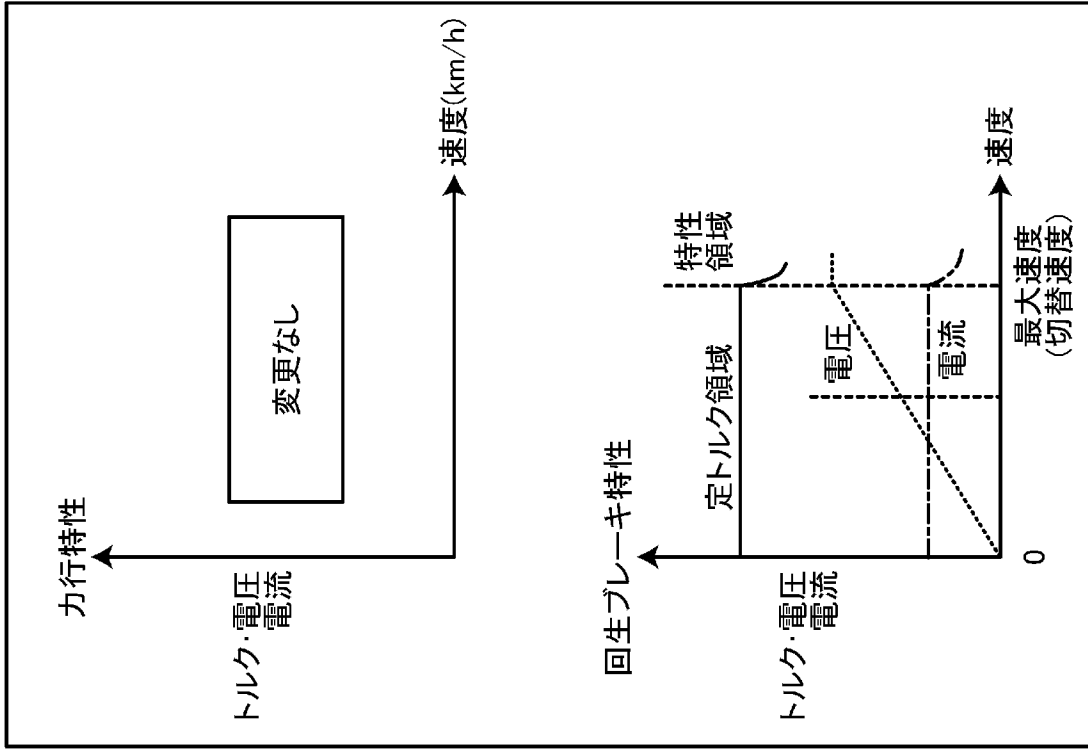 力行特性
トルク・電圧
電流
変更なし
速度(km/h)
回生ブレーキ特性
トルク・電圧
電流
定トルク領域
特性
領域
電圧
電流
0
最大速度
(切替速度)
速度